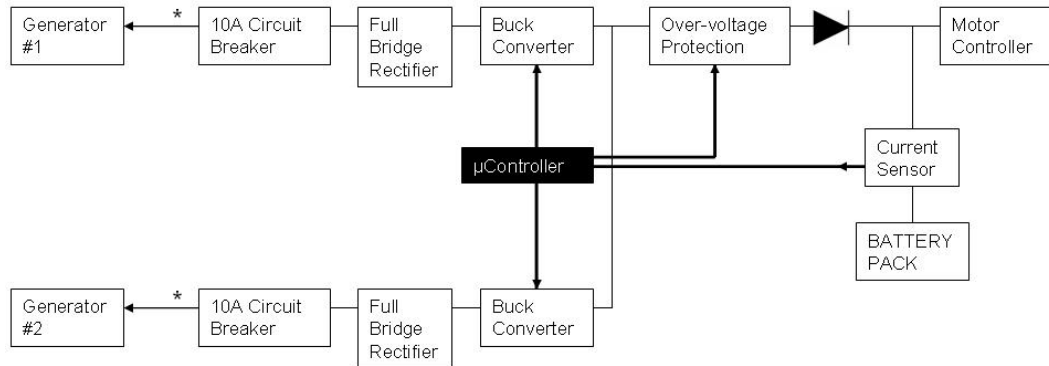 Generator
#1
*
10A Circuit
Breaker
Full
Bridge
Rectifier
Buck
Converter
Over-voltage
Protection
Motor
Controller
µController
Current
Sensor
BATTERY
PACK
Generator
#2
*
10A Circuit
Breaker
Full
Bridge
Rectifier
Buck
Converter